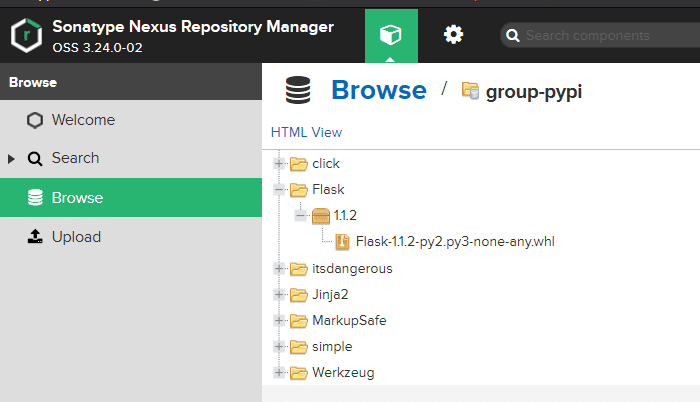 Sonatype Nexus Repository Manager
OSS 3.24.0-02
Search components
Browse
Browse / group-pypi
Welcome
HTML View
Search
click
Browse
Flask
1.1.2
Upload
Flask-1.1.2-py2.py3-none-any.whl
itsdangerous
Jinja2
MarkupSafe
simple
Werkzeug